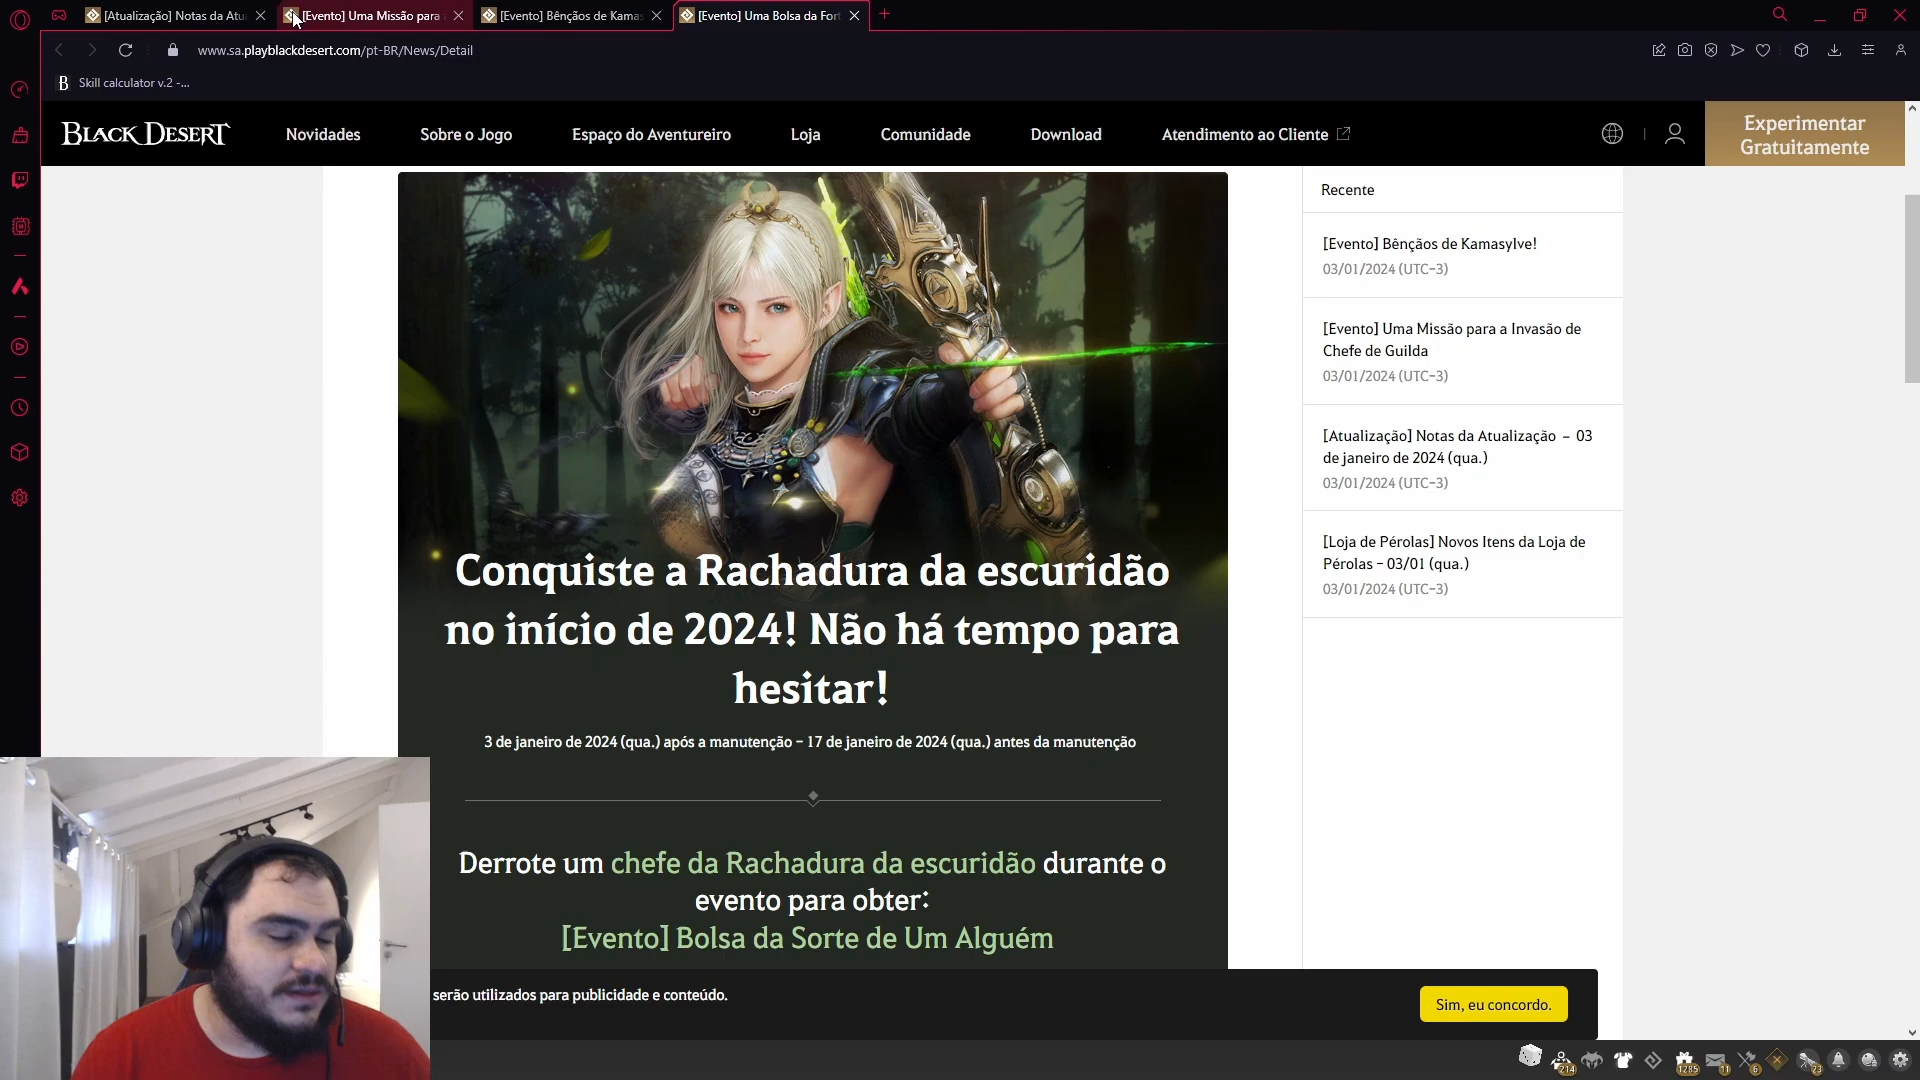 [Atualização] Notas da Atu
[Evento] Uma Missão para
[Evento] Bênçãos de Kamas
[Evento] Uma Bolsa da Fort
www.sa.playblackdesert.com/pt-BR/News/Detail
B Skill calculator v.2 -...
BLACK DESERT
Novidades
Sobre o Jogo
Espaço do Aventureiro
Loja
Comunidade
Download
Atendimento ao Cliente
Experimentar
Gratuitamente
Recente
[Evento] Bênçãos de Kamasylve!
03/01/2024 (UTC-3)
[Evento] Uma Missão para a Invasão de
Chefe de Guilda
03/01/2024 (UTC-3)
[Atualização] Notas da Atualização – 03
de janeiro de 2024 (qua.)
03/01/2024 (UTC-3)
[Loja de Pérolas] Novos Itens da Loja de
Pérolas – 03/01 (qua.)
03/01/2024 (UTC-3)
Conquiste a Rachadura da escuridão
no início de 2024! Não há tempo para
hesitar!
3 de janeiro de 2024 (qua.) após a manutenção – 17 de janeiro de 2024 (qua.) antes da manutenção
Derrote um chefe da Rachadura da escuridão durante o
evento para obter:
[Evento] Bolsa da Sorte de Um Alguém
serão utilizados para publicidade e conteúdo.
Sim, eu concordo.
214
1285
11
6
23